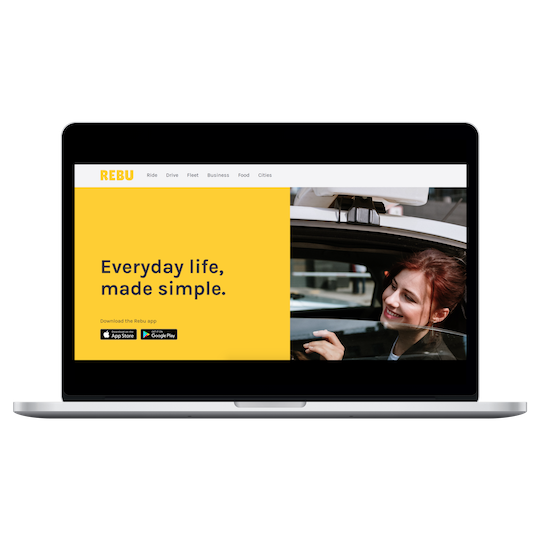 REBU Ride Drive Fleet Business Food Cities
Everyday life,
made simple.
Download the Rebu app
Download on the
App Store
GET IT ON
Google Play